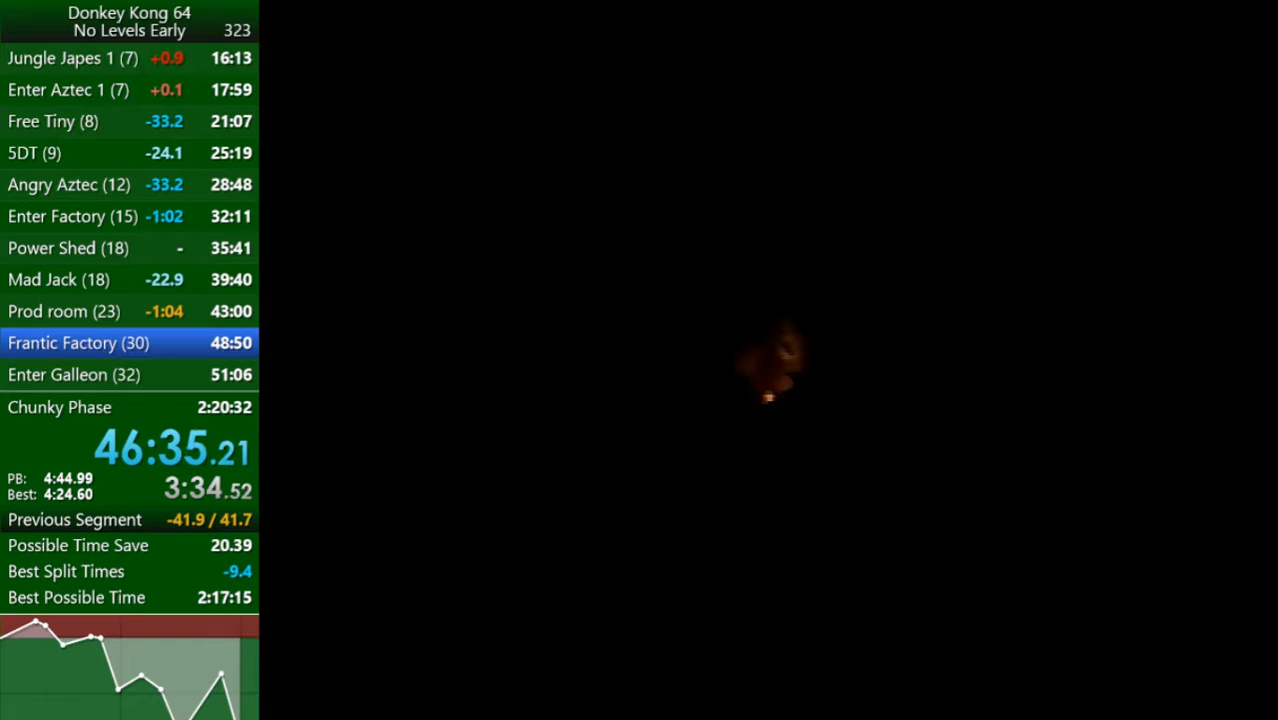 Donkey Kong 64
No Levels Early 323
Jungle Japes 1 (7) +0.9 16:13
Enter Aztec 1 (7) +0.1 17:59
Free Tiny (8) -33.2 21:07
5DT (9) -24.1 25:19
Angry Aztec (12) -33.2 28:48
Enter Factory (15) -1:02 32:11
Power Shed (18) - 35:41
Mad Jack (18) -22.9 39:40
Prod room (23) -1:04 43:00
Frantic Factory (30) 48:50
Enter Galleon (32) 51:06
Chunky Phase 2:20:32
46:35.21
PB: 4:44.99
Best: 4:24.60 3:34.52
Previous Segment -41.9 / 41.7
Possible Time Save 20.39
Best Split Times -9.4
Best Possible Time 2:17:15